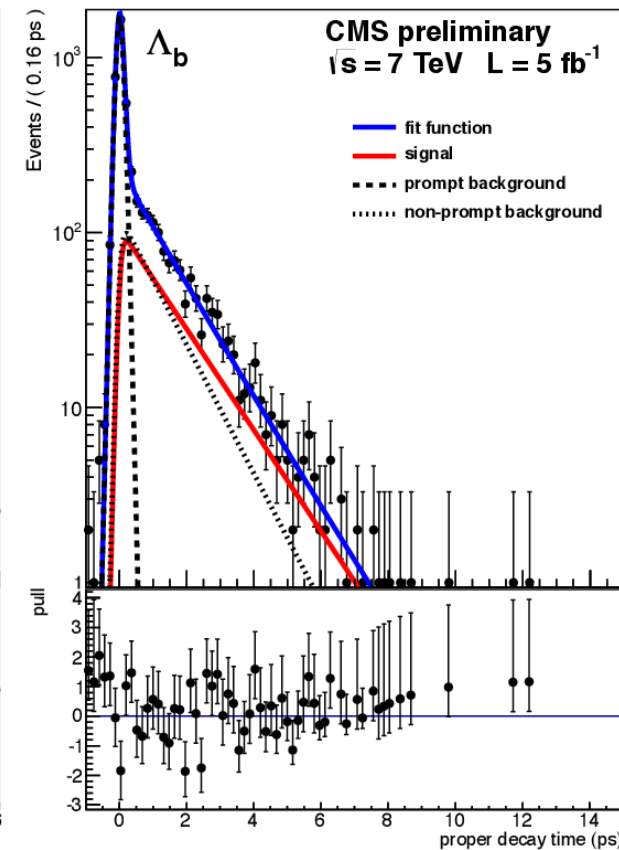 Λb
CMS preliminary
√s = 7 TeV L = 5 fb-1
fit function
signal
prompt background
non-prompt background
Events / ( 0.16 ps )
10³
10²
10
1
pull
4
3
2
1
0
-1
-2
-3
0 2 4 6 8 10 12 14
proper decay time (ps)